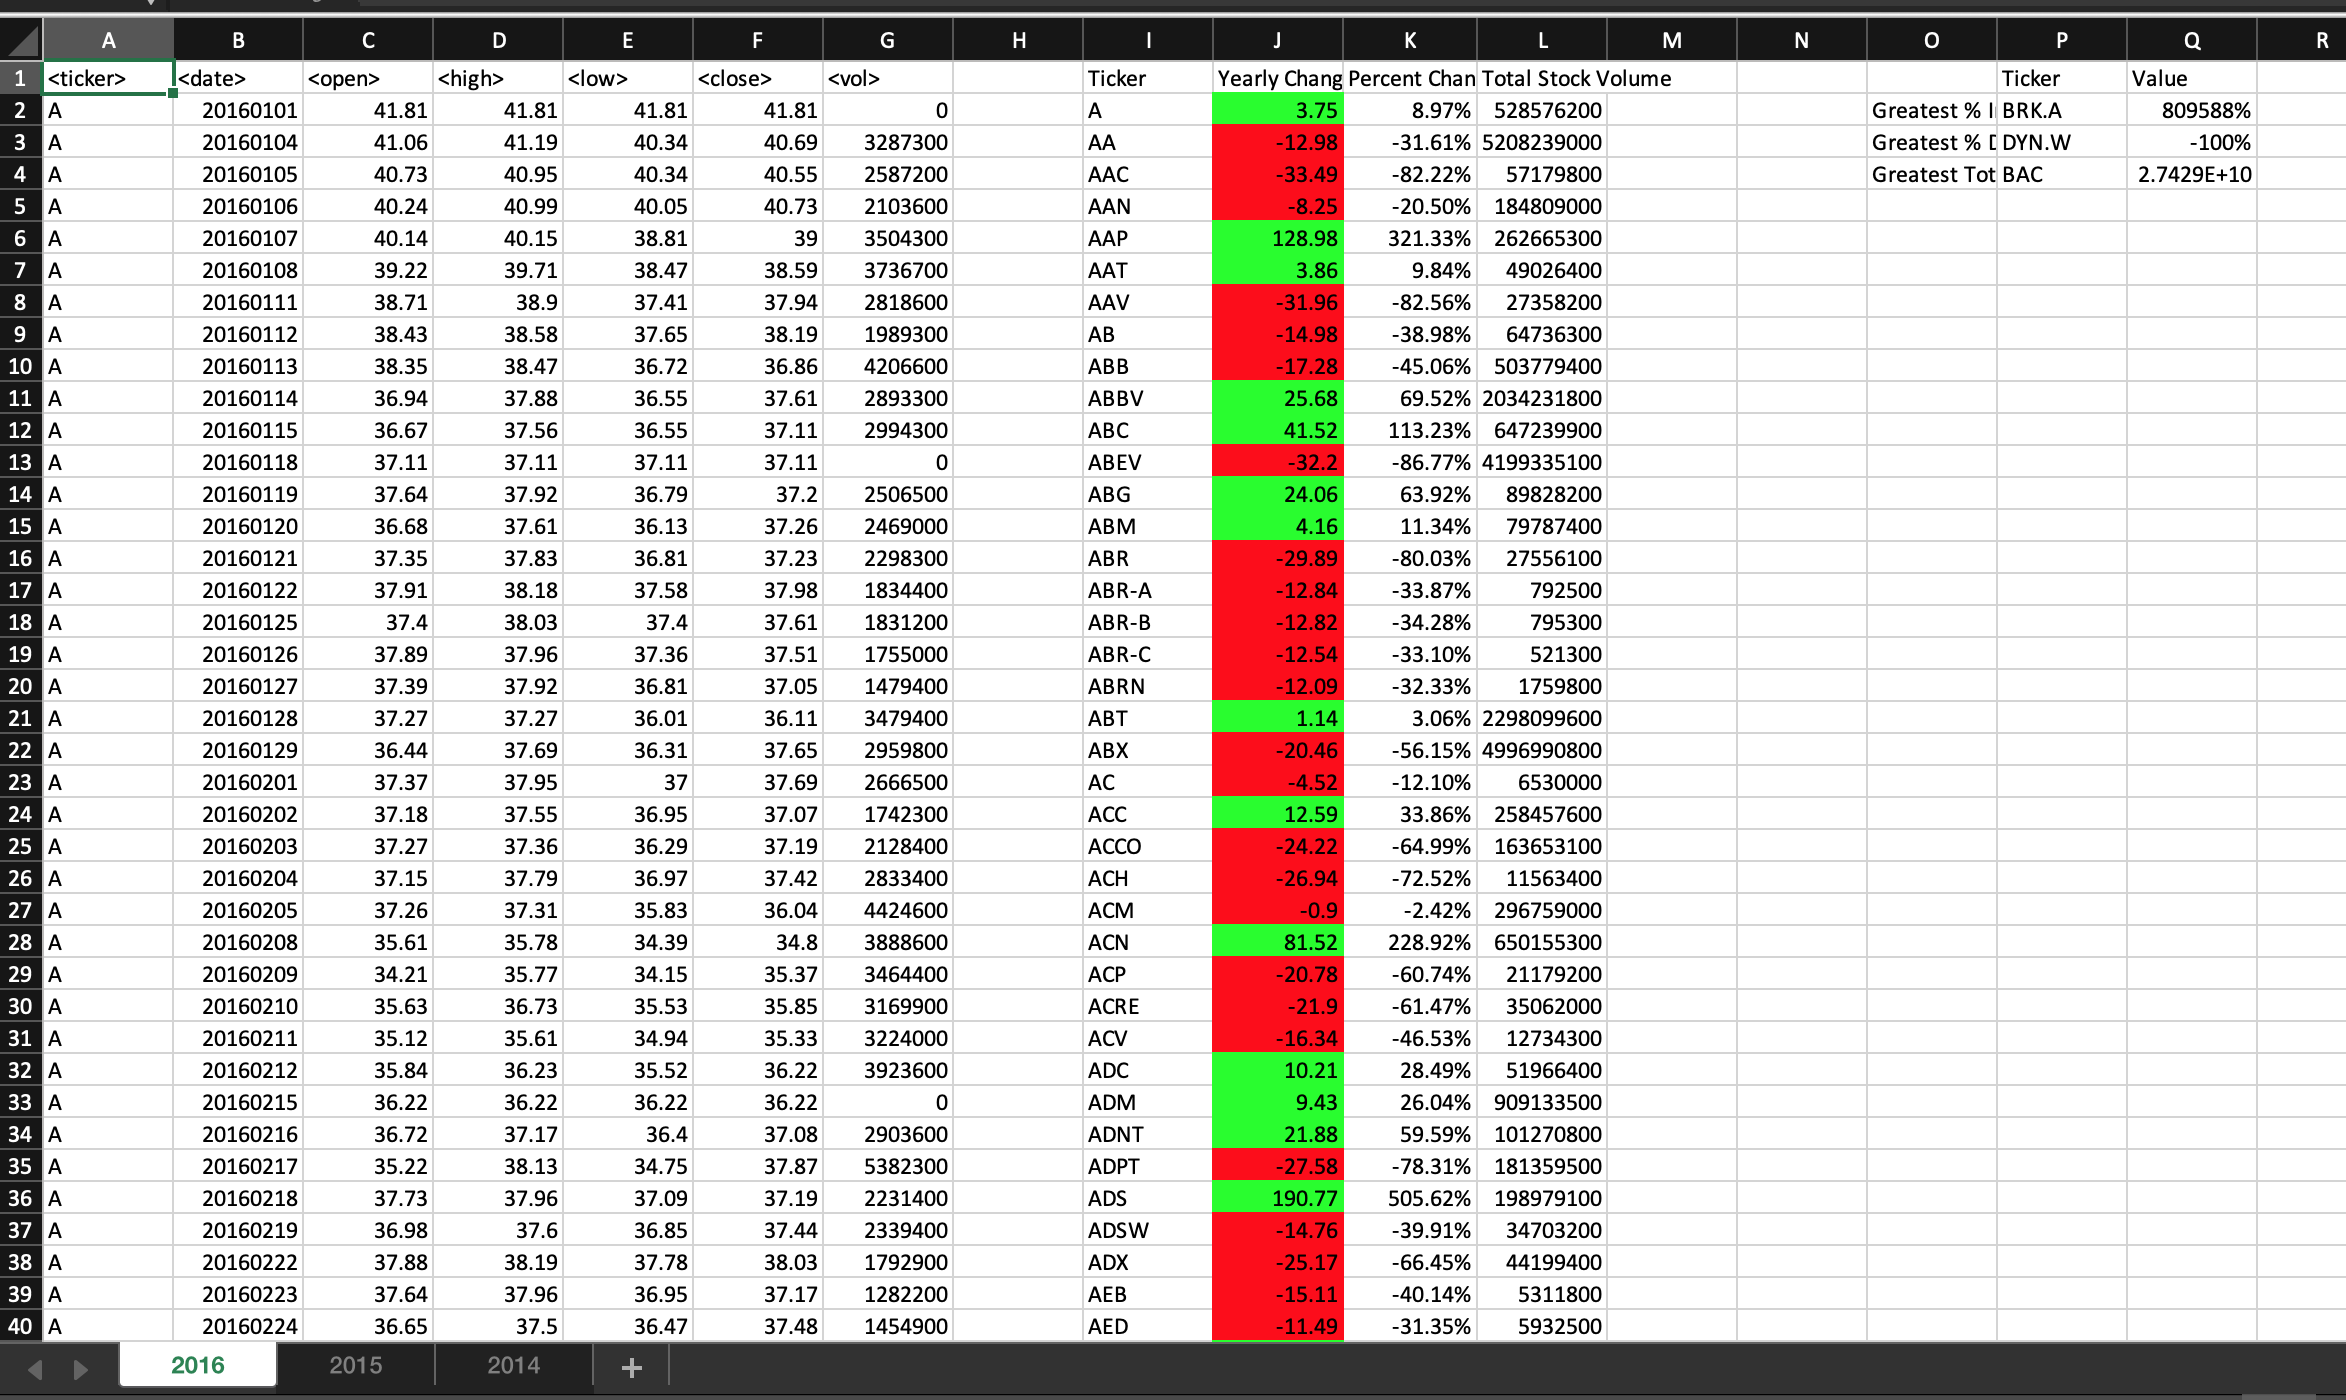 A B C D E F G H I J K L M N O P Q R
1 <ticker> <date> <open> <high> <low> <close> <vol> Ticker Yearly Chang Percent Chan Total Stock Volume Ticker Value
2 A 20160101 41.81 41.81 41.81 41.81 0 A 3.75 8.97% 528576200 Greatest % I BRK.A 809588%
3 A 20160104 41.06 41.19 40.34 40.69 3287300 AA -12.98 -31.61% 5208239000 Greatest % D DYN.W -100%
4 A 20160105 40.73 40.95 40.34 40.55 2587200 AAC -33.49 -82.22% 57179800 Greatest Tot BAC 2.7429E+10
5 A 20160106 40.24 40.99 40.05 40.73 2103600 AAN -8.25 -20.50% 184809000
6 A 20160107 40.14 40.15 38.81 39 3504300 AAP 128.98 321.33% 262665300
7 A 20160108 39.22 39.71 38.47 38.59 3736700 AAT 3.86 9.84% 49026400
8 A 20160111 38.71 38.9 37.41 37.94 2818600 AAV -31.96 -82.56% 27358200
9 A 20160112 38.43 38.58 37.65 38.19 1989300 AB -14.98 -38.98% 64736300
10 A 20160113 38.35 38.47 36.72 36.86 4206600 ABB -17.28 -45.06% 503779400
11 A 20160114 36.94 37.88 36.55 37.61 2893300 ABBV 25.68 69.52% 2034231800
12 A 20160115 36.67 37.56 36.55 37.11 2994300 ABC 41.52 113.23% 647239900
13 A 20160118 37.11 37.11 37.11 37.11 0 ABEV -32.2 -86.77% 4199335100
14 A 20160119 37.64 37.92 36.79 37.2 2506500 ABG 24.06 63.92% 89828200
15 A 20160120 36.68 37.61 36.13 37.26 2469000 ABM 4.16 11.34% 79787400
16 A 20160121 37.35 37.83 36.81 37.23 2298300 ABR -29.89 -80.03% 27556100
17 A 20160122 37.91 38.18 37.58 37.98 1834400 ABR-A -12.84 -33.87% 792500
18 A 20160125 37.4 38.03 37.4 37.61 1831200 ABR-B -12.82 -34.28% 795300
19 A 20160126 37.89 37.96 37.36 37.51 1755000 ABR-C -12.54 -33.10% 521300
20 A 20160127 37.39 37.92 36.81 37.05 1479400 ABRN -12.09 -32.33% 1759800
21 A 20160128 37.27 37.27 36.01 36.11 3479400 ABT 1.14 3.06% 2298099600
22 A 20160129 36.44 37.69 36.31 37.65 2959800 ABX -20.46 -56.15% 4996990800
23 A 20160201 37.37 37.95 37 37.69 2666500 AC -4.52 -12.10% 6530000
24 A 20160202 37.18 37.55 36.95 37.07 1742300 ACC 12.59 33.86% 258457600
25 A 20160203 37.27 37.36 36.29 37.19 2128400 ACCO -24.22 -64.99% 163653100
26 A 20160204 37.15 37.79 36.97 37.42 2833400 ACH -26.94 -72.52% 11563400
27 A 20160205 37.26 37.31 35.83 36.04 4424600 ACM -0.9 -2.42% 296759000
28 A 20160208 35.61 35.78 34.39 34.8 3888600 ACN 81.52 228.92% 650155300
29 A 20160209 34.21 35.77 34.15 35.37 3464400 ACP -20.78 -60.74% 21179200
30 A 20160210 35.63 36.73 35.53 35.85 3169900 ACRE -21.9 -61.47% 35062000
31 A 20160211 35.12 35.61 34.94 35.33 3224000 ACV -16.34 -46.53% 12734300
32 A 20160212 35.84 36.23 35.52 36.22 3923600 ADC 10.21 28.49% 51966400
33 A 20160215 36.22 36.22 36.22 36.22 0 ADM 9.43 26.04% 909133500
34 A 20160216 36.72 37.17 36.4 37.08 2903600 ADNT 21.88 59.59% 101270800
35 A 20160217 35.22 38.13 34.75 37.87 5382300 ADPT -27.58 -78.31% 181359500
36 A 20160218 37.73 37.96 37.09 37.19 2231400 ADS 190.77 505.62% 198979100
37 A 20160219 36.98 37.6 36.85 37.44 2339400 ADSW -14.76 -39.91% 34703200
38 A 20160222 37.88 38.19 37.78 38.03 1792900 ADX -25.17 -66.45% 44199400
39 A 20160223 37.64 37.96 36.95 37.17 1282200 AEB -15.11 -40.14% 5311800
40 A 20160224 36.65 37.5 36.47 37.48 1454900 AED -11.49 -31.35% 5932500
2016 2015 2014 +